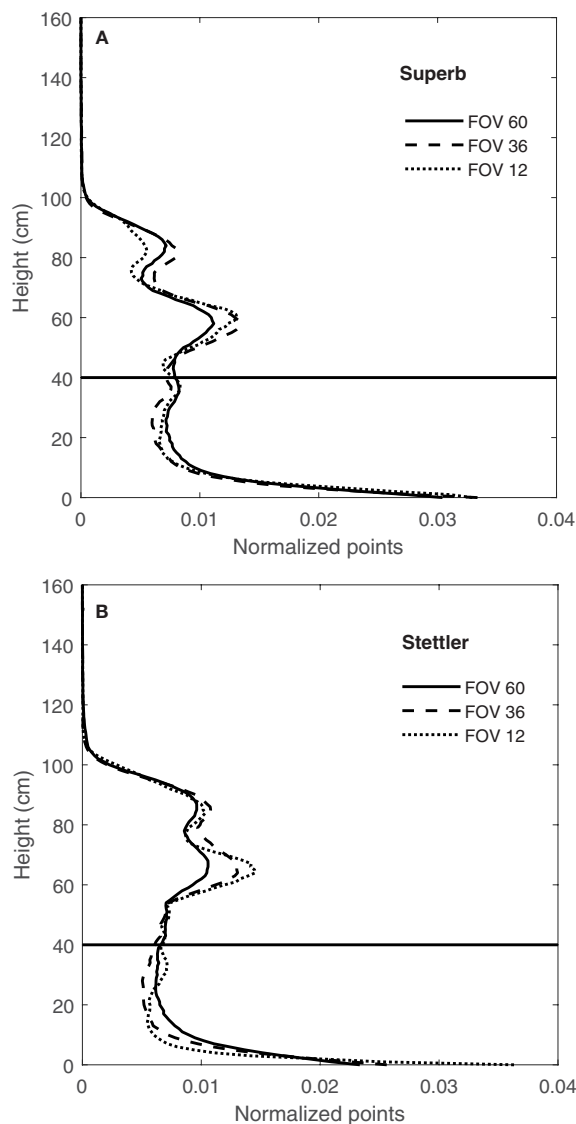 160
A
140
Superb
120
FOV 60
FOV 36
FOV 12
100
80
60
40
20
0
Height (cm)
0 0.01 0.02 0.03 0.04
Normalized points
160
B
140
Stettler
120
FOV 60
FOV 36
FOV 12
100
80
60
40
20
0
Height (cm)
0 0.01 0.02 0.03 0.04
Normalized points